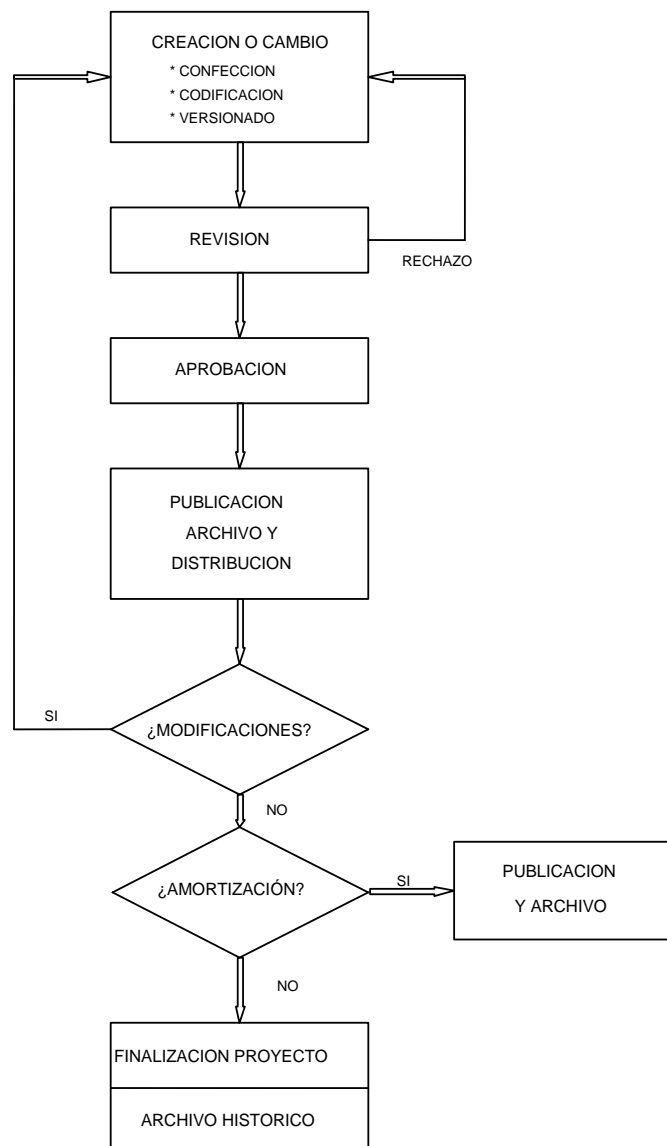 CREACION O CAMBIO
* CONFECCION
* CODIFICACION
* VERSIONADO
REVISION
RECHAZO
APROBACION
PUBLICACION
ARCHIVO Y
DISTRIBUCION
SI
¿MODIFICACIONES?
NO
¿AMORTIZACIÓN?
SI
PUBLICACION
Y ARCHIVO
NO
FINALIZACION PROYECTO
ARCHIVO HISTORICO